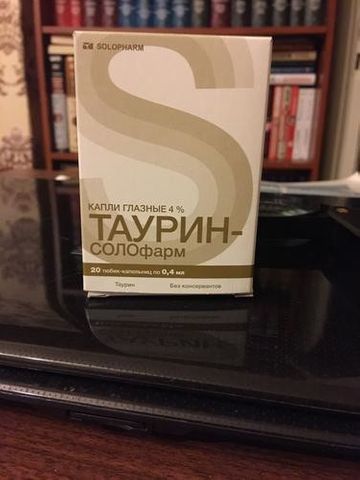 SOLOPHARM
КАПЛИ ГЛАЗНЫЕ 4 %
ТАУРИН-
СОЛОфарм
20 тюбик-капельниц по 0,4 мл
Таурин Без консервантов